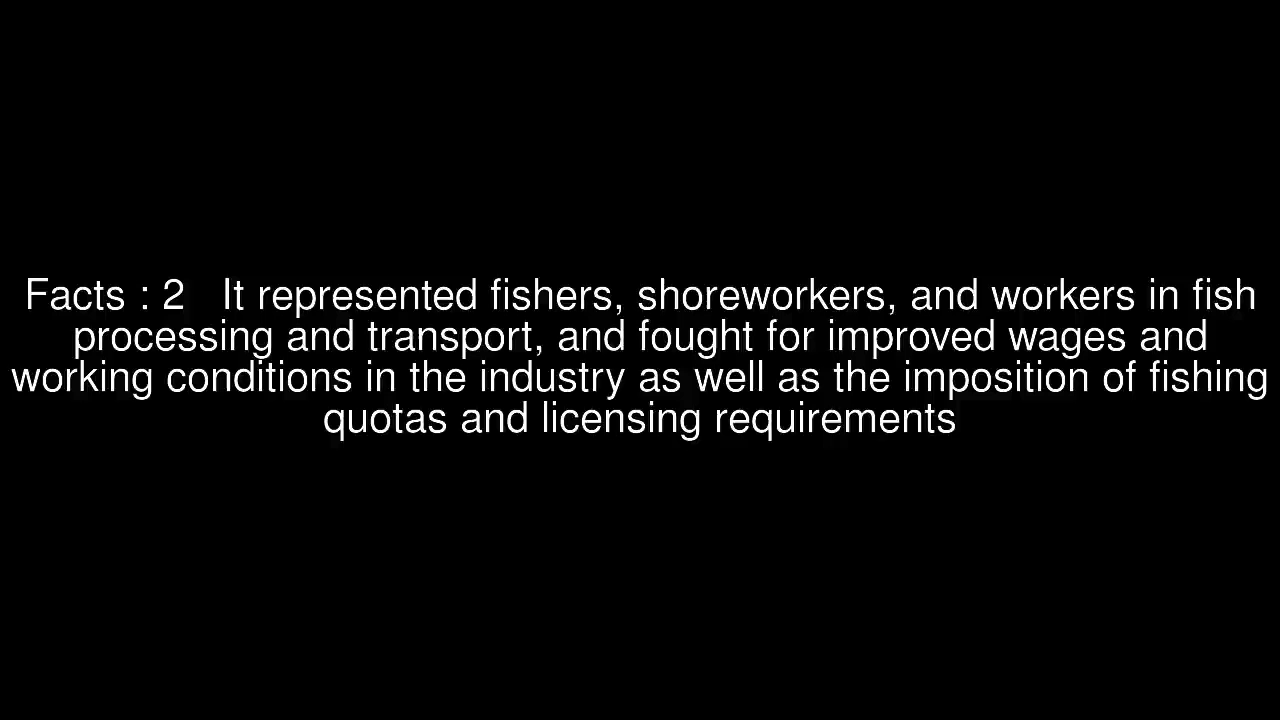 Facts : 2   It represented fishers, shoreworkers, and workers in fish
processing and transport, and fought for improved wages and
working conditions in the industry as well as the imposition of fishing
quotas and licensing requirements